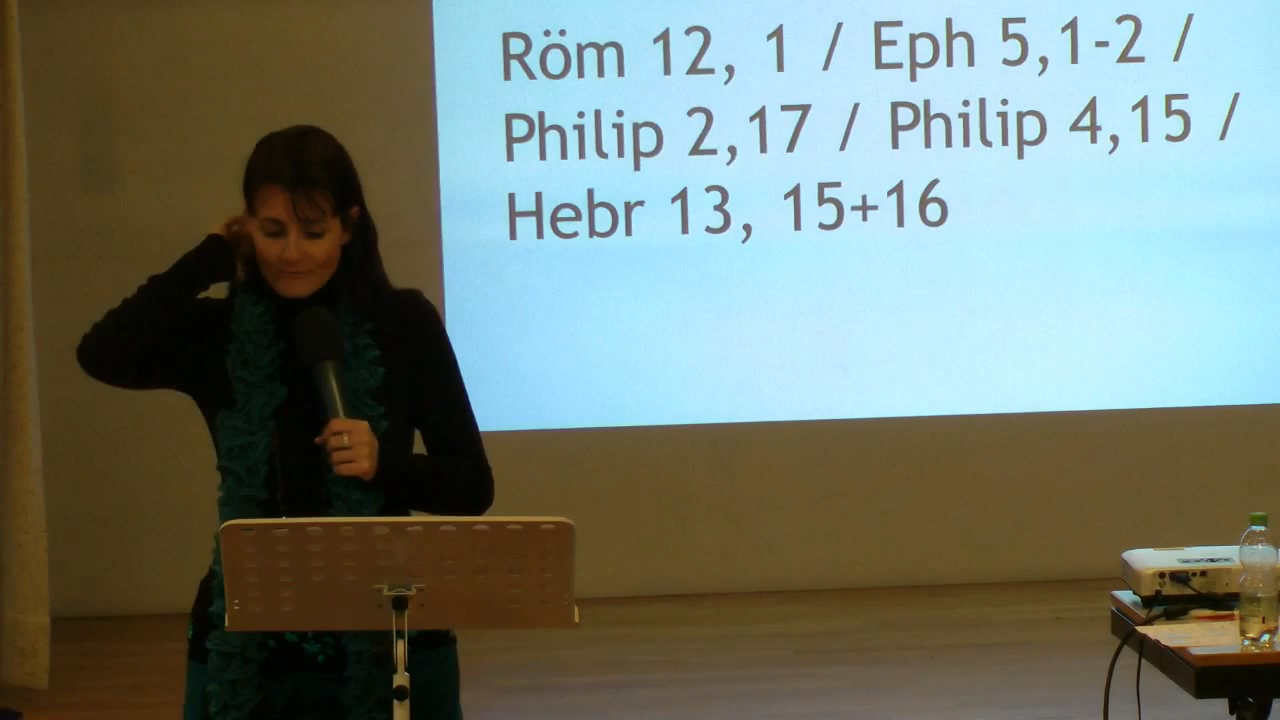 Röm 12, 1 / Eph 5,1-2 /
Philip 2,17 / Philip 4,15 /
Hebr 13, 15+16